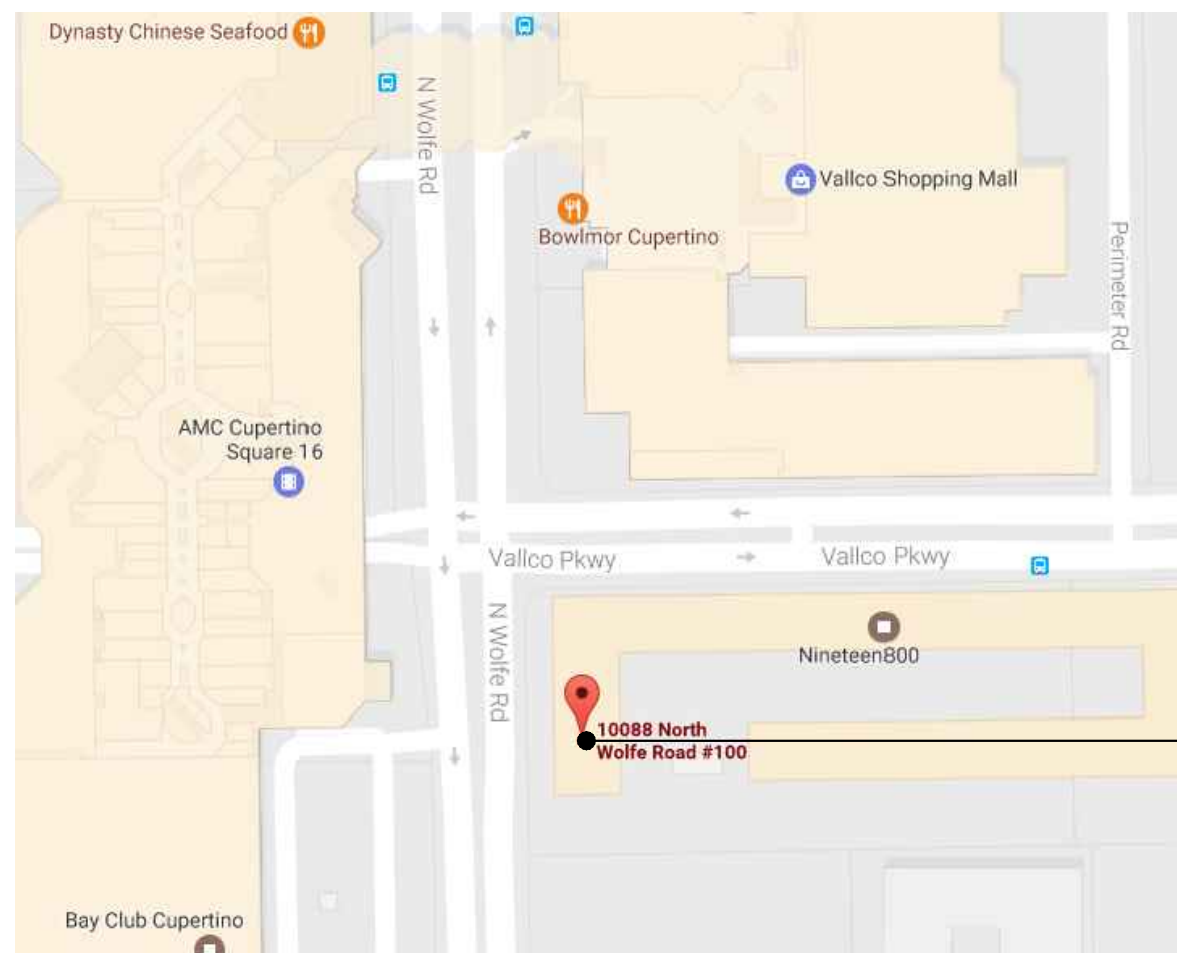 Dynasty Chinese Seafood
N Wolfe Rd
Vallco Shopping Mall
Bowlmor Cupertino
Perimeter Rd
AMC Cupertino
Square 16
Vallco Pkwy
Vallco Pkwy
N Wolfe Rd
Nineteen800
10088 North
Wolfe Road #100
Bay Club Cupertino